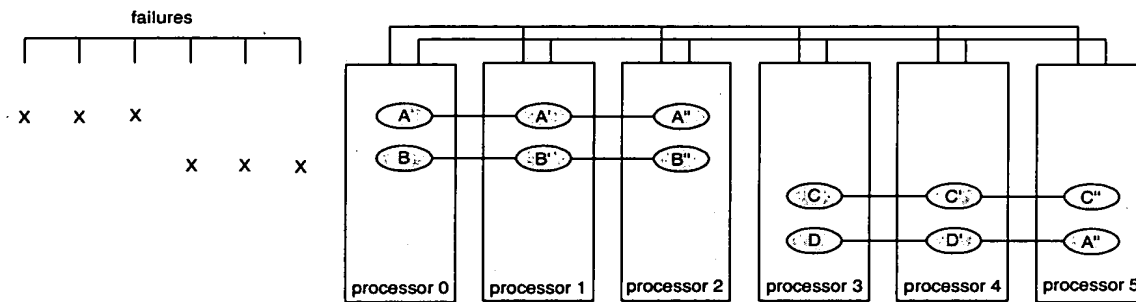 failures
x x x
x x x
A' A' A"
B B' B"
C C' C"
D D' A"
processor 0 processor 1 processor 2 processor 3 processor 4 processor 5